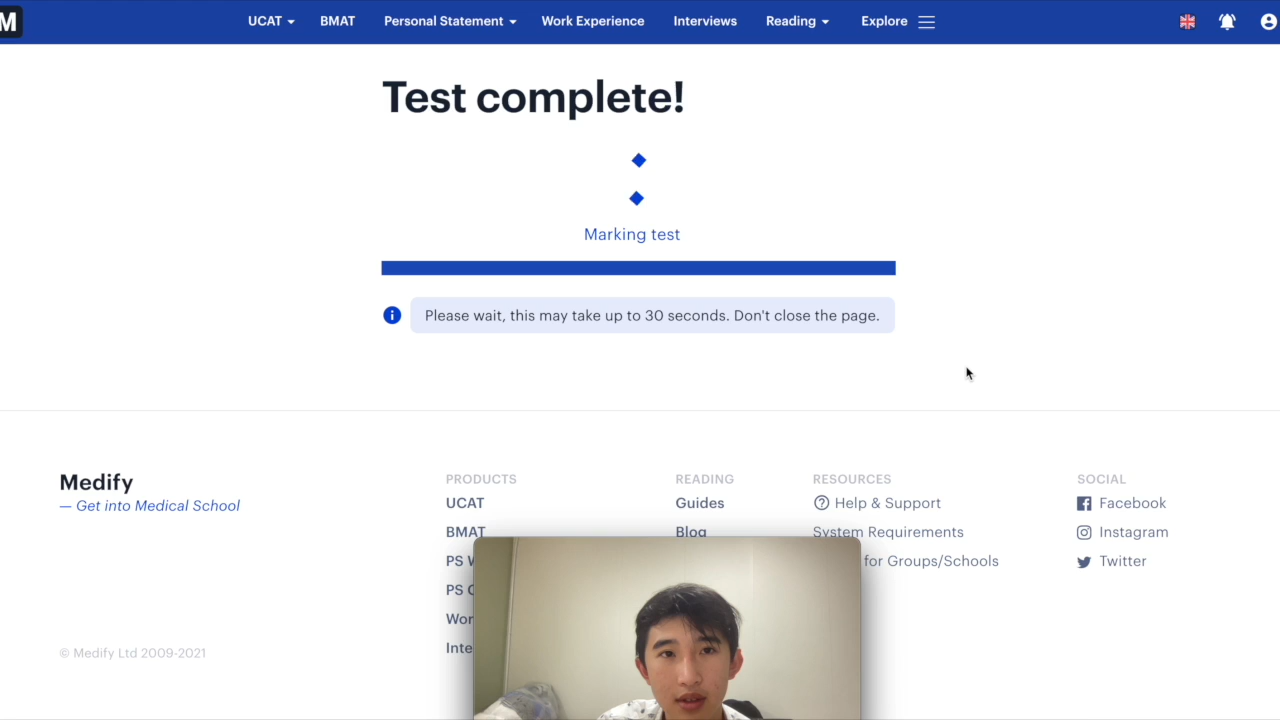 M
UCAT BMAT Personal Statement Work Experience Interviews Reading Explore
Test complete!
Marking test
Please wait, this may take up to 30 seconds. Don't close the page.
Medify
— Get into Medical School
© Medify Ltd 2009-2021
PRODUCTS
UCAT
BMAT
PS
PS
READING
Guides
Blog
RESOURCES
Help & Support
System Requirements
for Groups/Schools
SOCIAL
Facebook
Instagram
Twitter